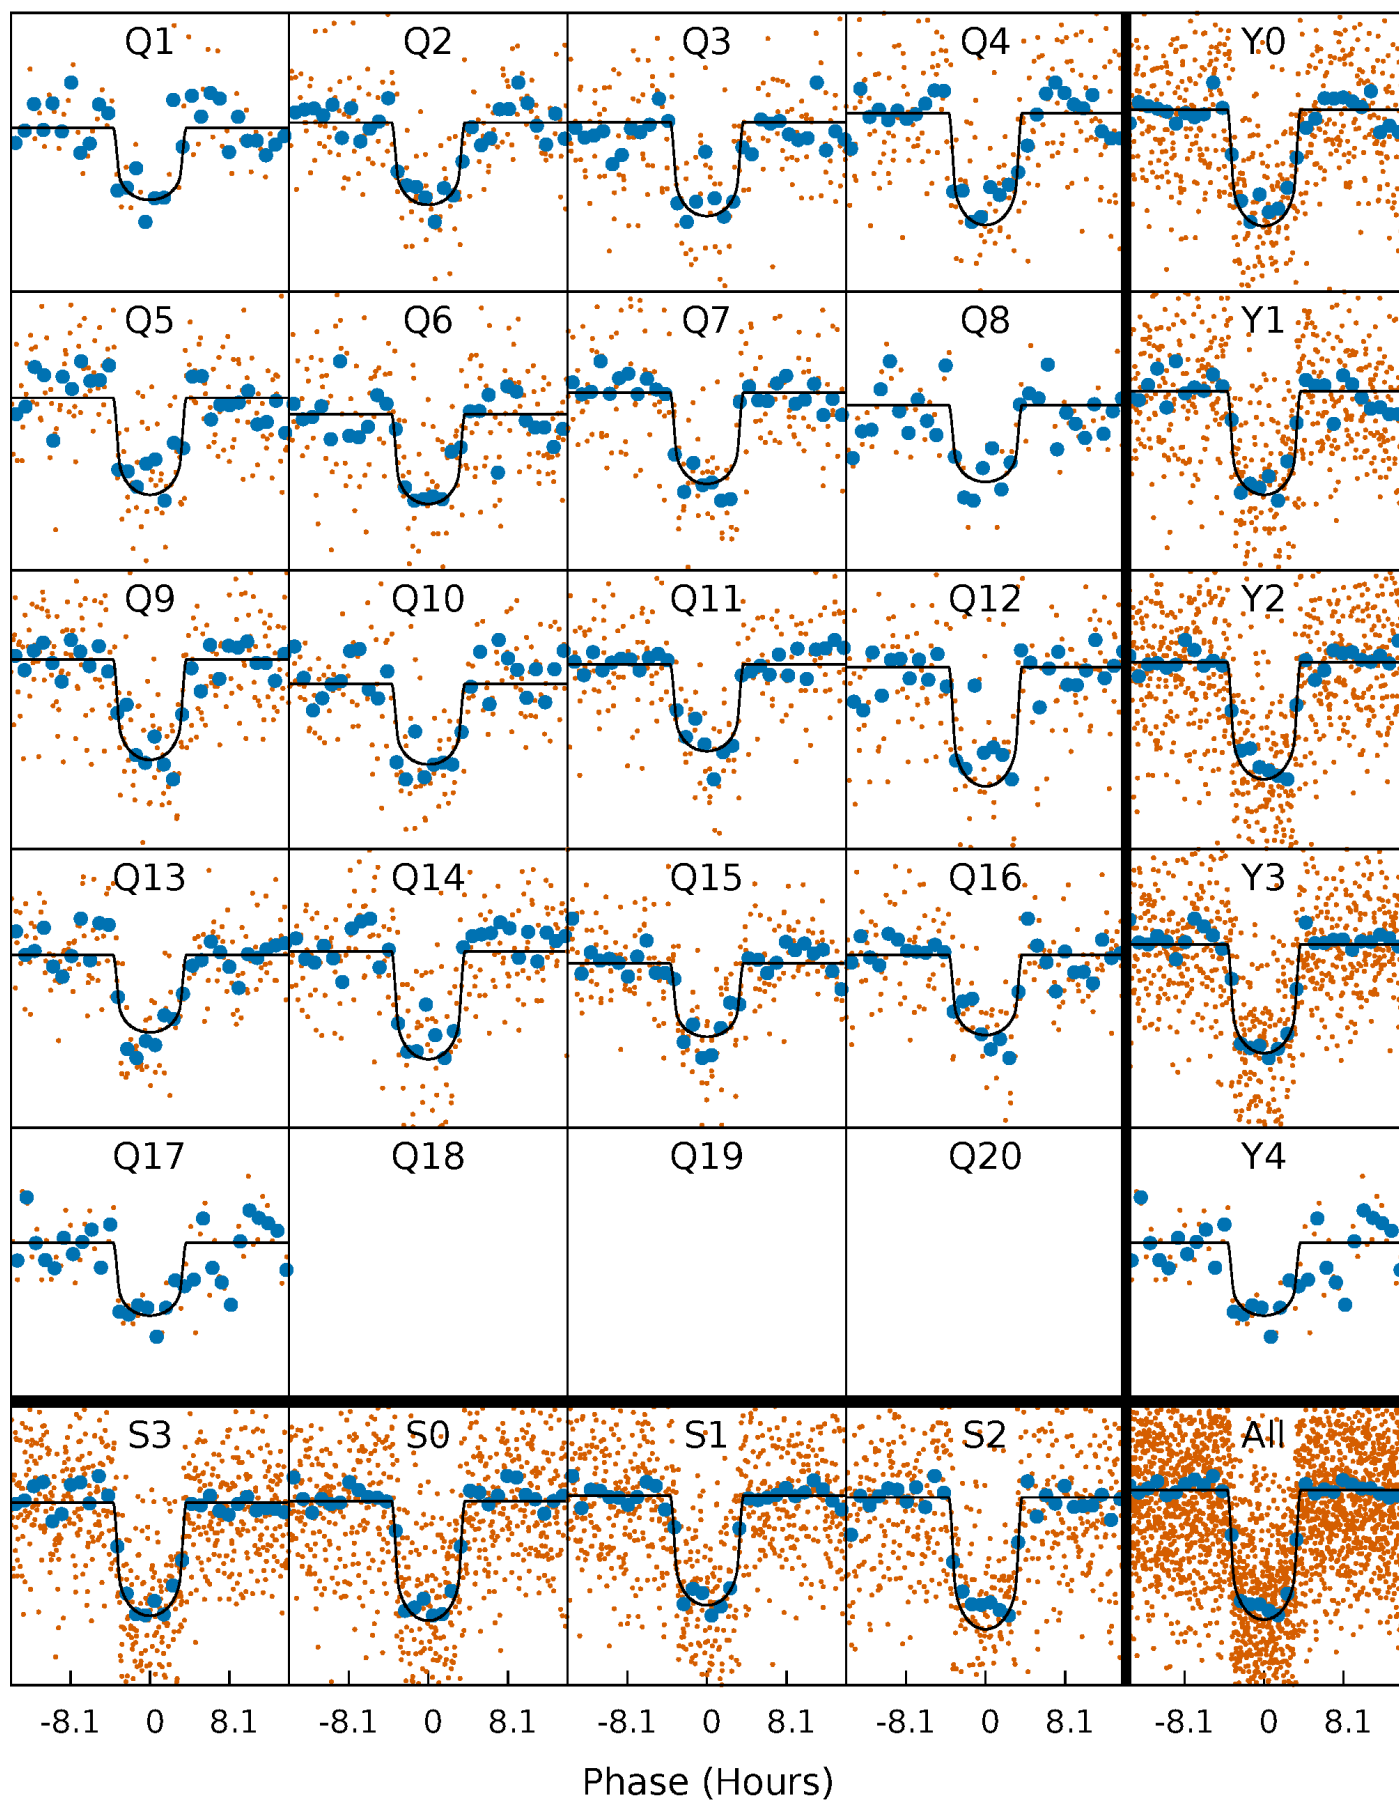 Q1 Q2 Q3 Q4 Y0
Q5 Q6 Q7 Q8 Y1
Q9 Q10 Q11 Q12 Y2
Q13 Q14 Q15 Q16 Y3
Q17 Q18 Q19 Q20 Y4
S3 S0 S1 S2 All
-8.1 0 8.1 -8.1 0 8.1 -8.1 0 8.1 -8.1 0 8.1 -8.1 0 8.1
Phase (Hours)